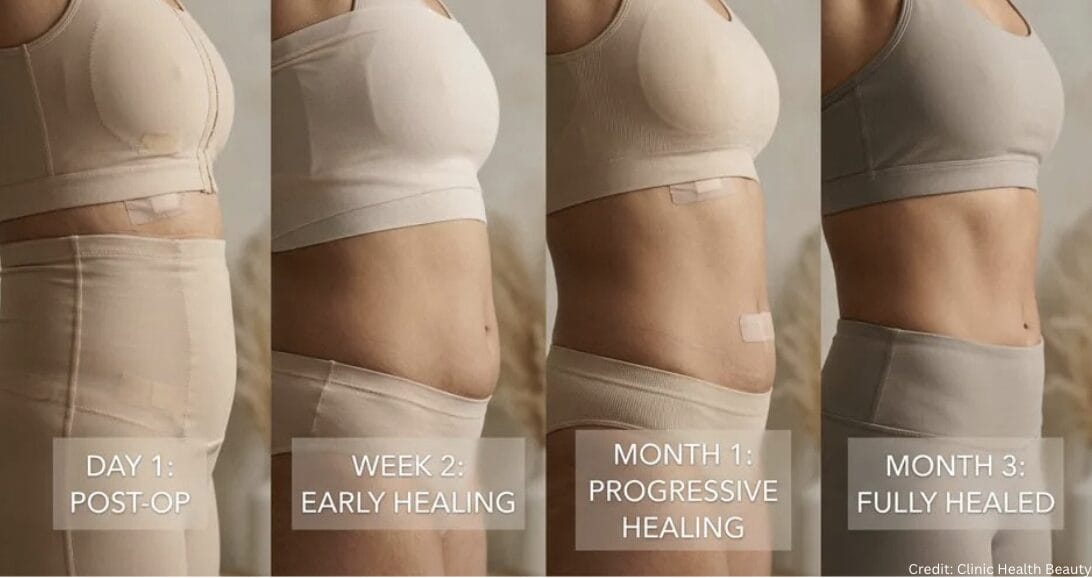 DAY 1:
POST-OP
WEEK 2:
EARLY HEALING
MONTH 1:
PROGRESSIVE
HEALING
MONTH 3:
FULLY HEALED
Credit: Clinic Health Beauty